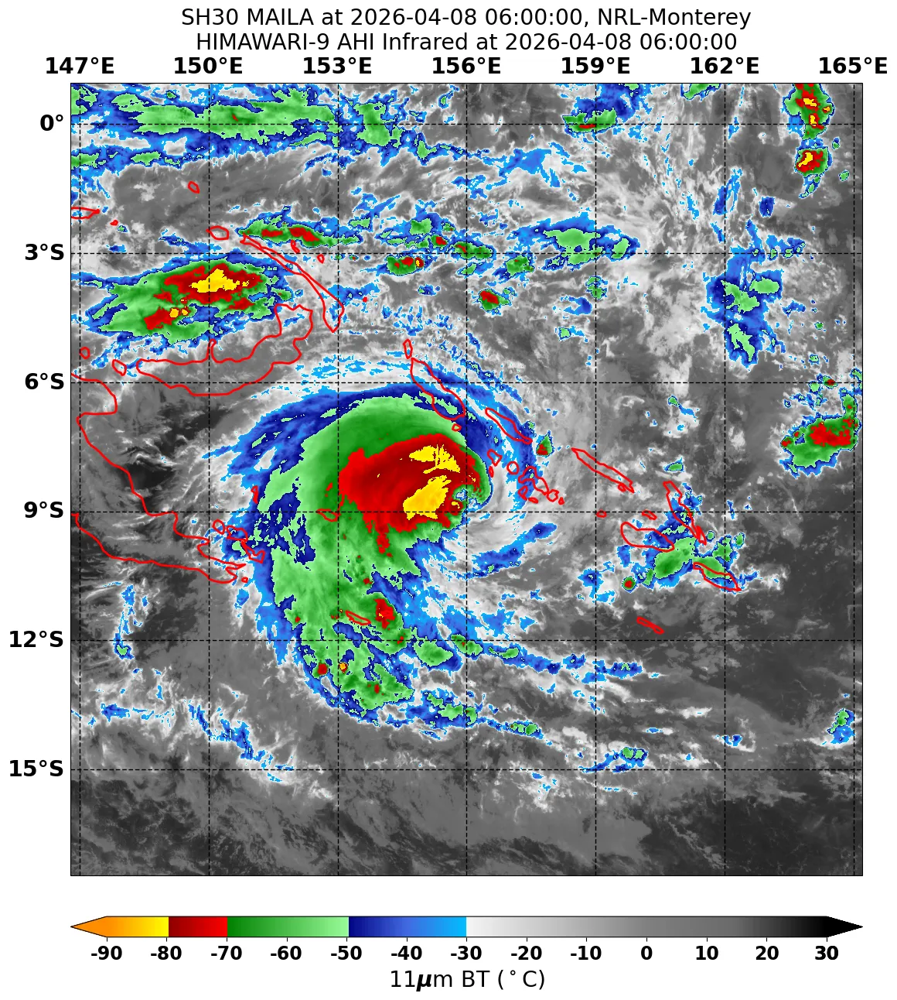 SH30 MAILA at 2026-04-08 06:00:00, NRL-Monterey
HIMAWARI-9 AHI Infrared at 2026-04-08 06:00:00
147°E 150°E 153°E 156°E 159°E 162°E 165°E
0°
3°S
6°S
9°S
12°S
15°S
-90 -80 -70 -60 -50 -40 -30 -20 -10 0 10 20 30
11μm BT (°C)